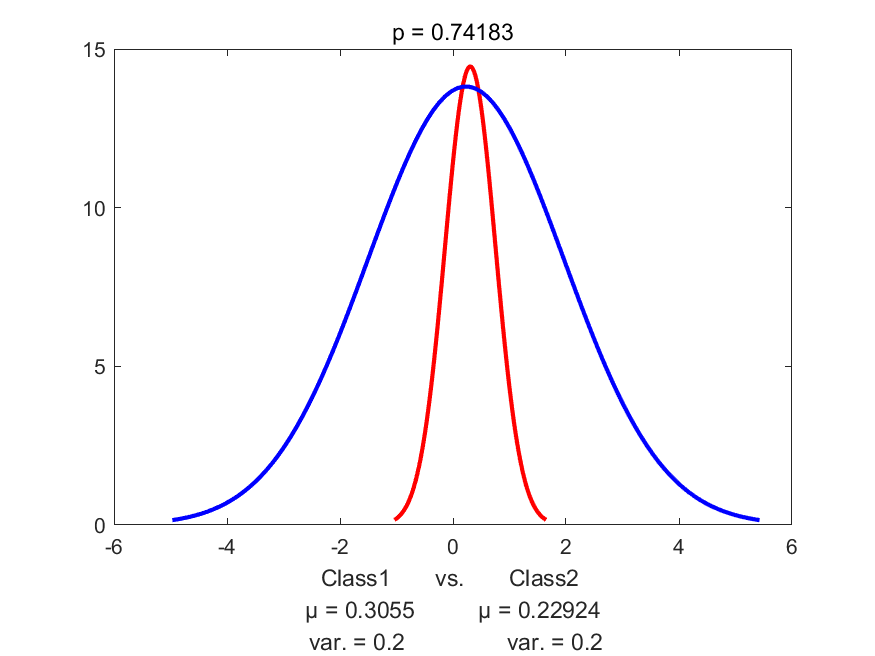 p = 0.74183
15
10
5
0
-6 -4 -2 0 2 4 6
Class1 vs. Class2
μ = 0.3055 μ = 0.22924
var. = 0.2 var. = 0.2